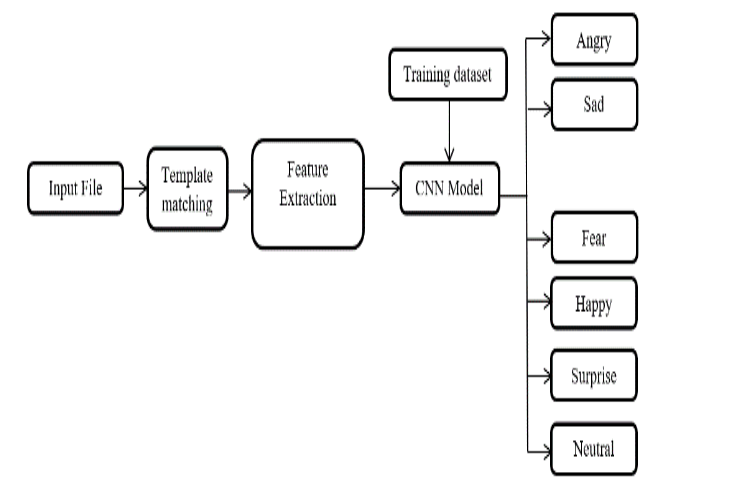 Angry
Training dataset
Sad
Input File
Template
matching
Feature
Extraction
CNN Model
Fear
Happy
Surprise
Neutral